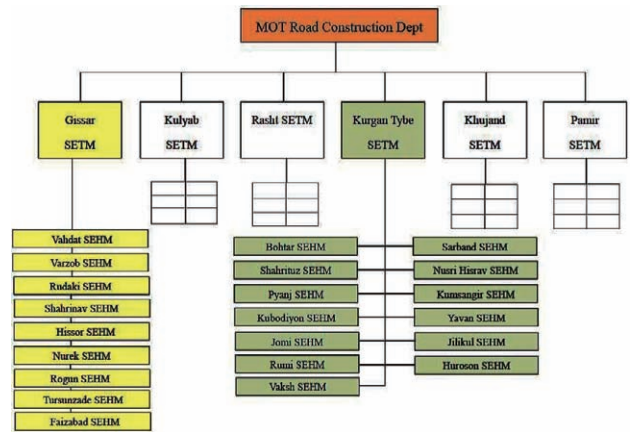 MOT Road Construction Dept
Gissar
SETM
Kulyab
SETM
Rasht SETM
Kurgan Tybe
SETM
Khujand
SETM
Pamir
SETM
Vahdat SEHM
Varzob SEHM
Rudaki SEHM
Shahrinav SEHM
Hissor SEHM
Nurek SEHM
Rogun SEHM
Tursunzade SEHM
Faizabad SEHM
Bohtar SEHM
Shahrituz SEHM
Pyanj SEHM
Kubodiyon SEHM
Jomi SEHM
Rumi SEHM
Vaksh SEHM
Sarband SEHM
Nusri Hisrav SEHM
Kumsangir SEHM
Yavan SEHM
Jilikul SEHM
Huroson SEHM